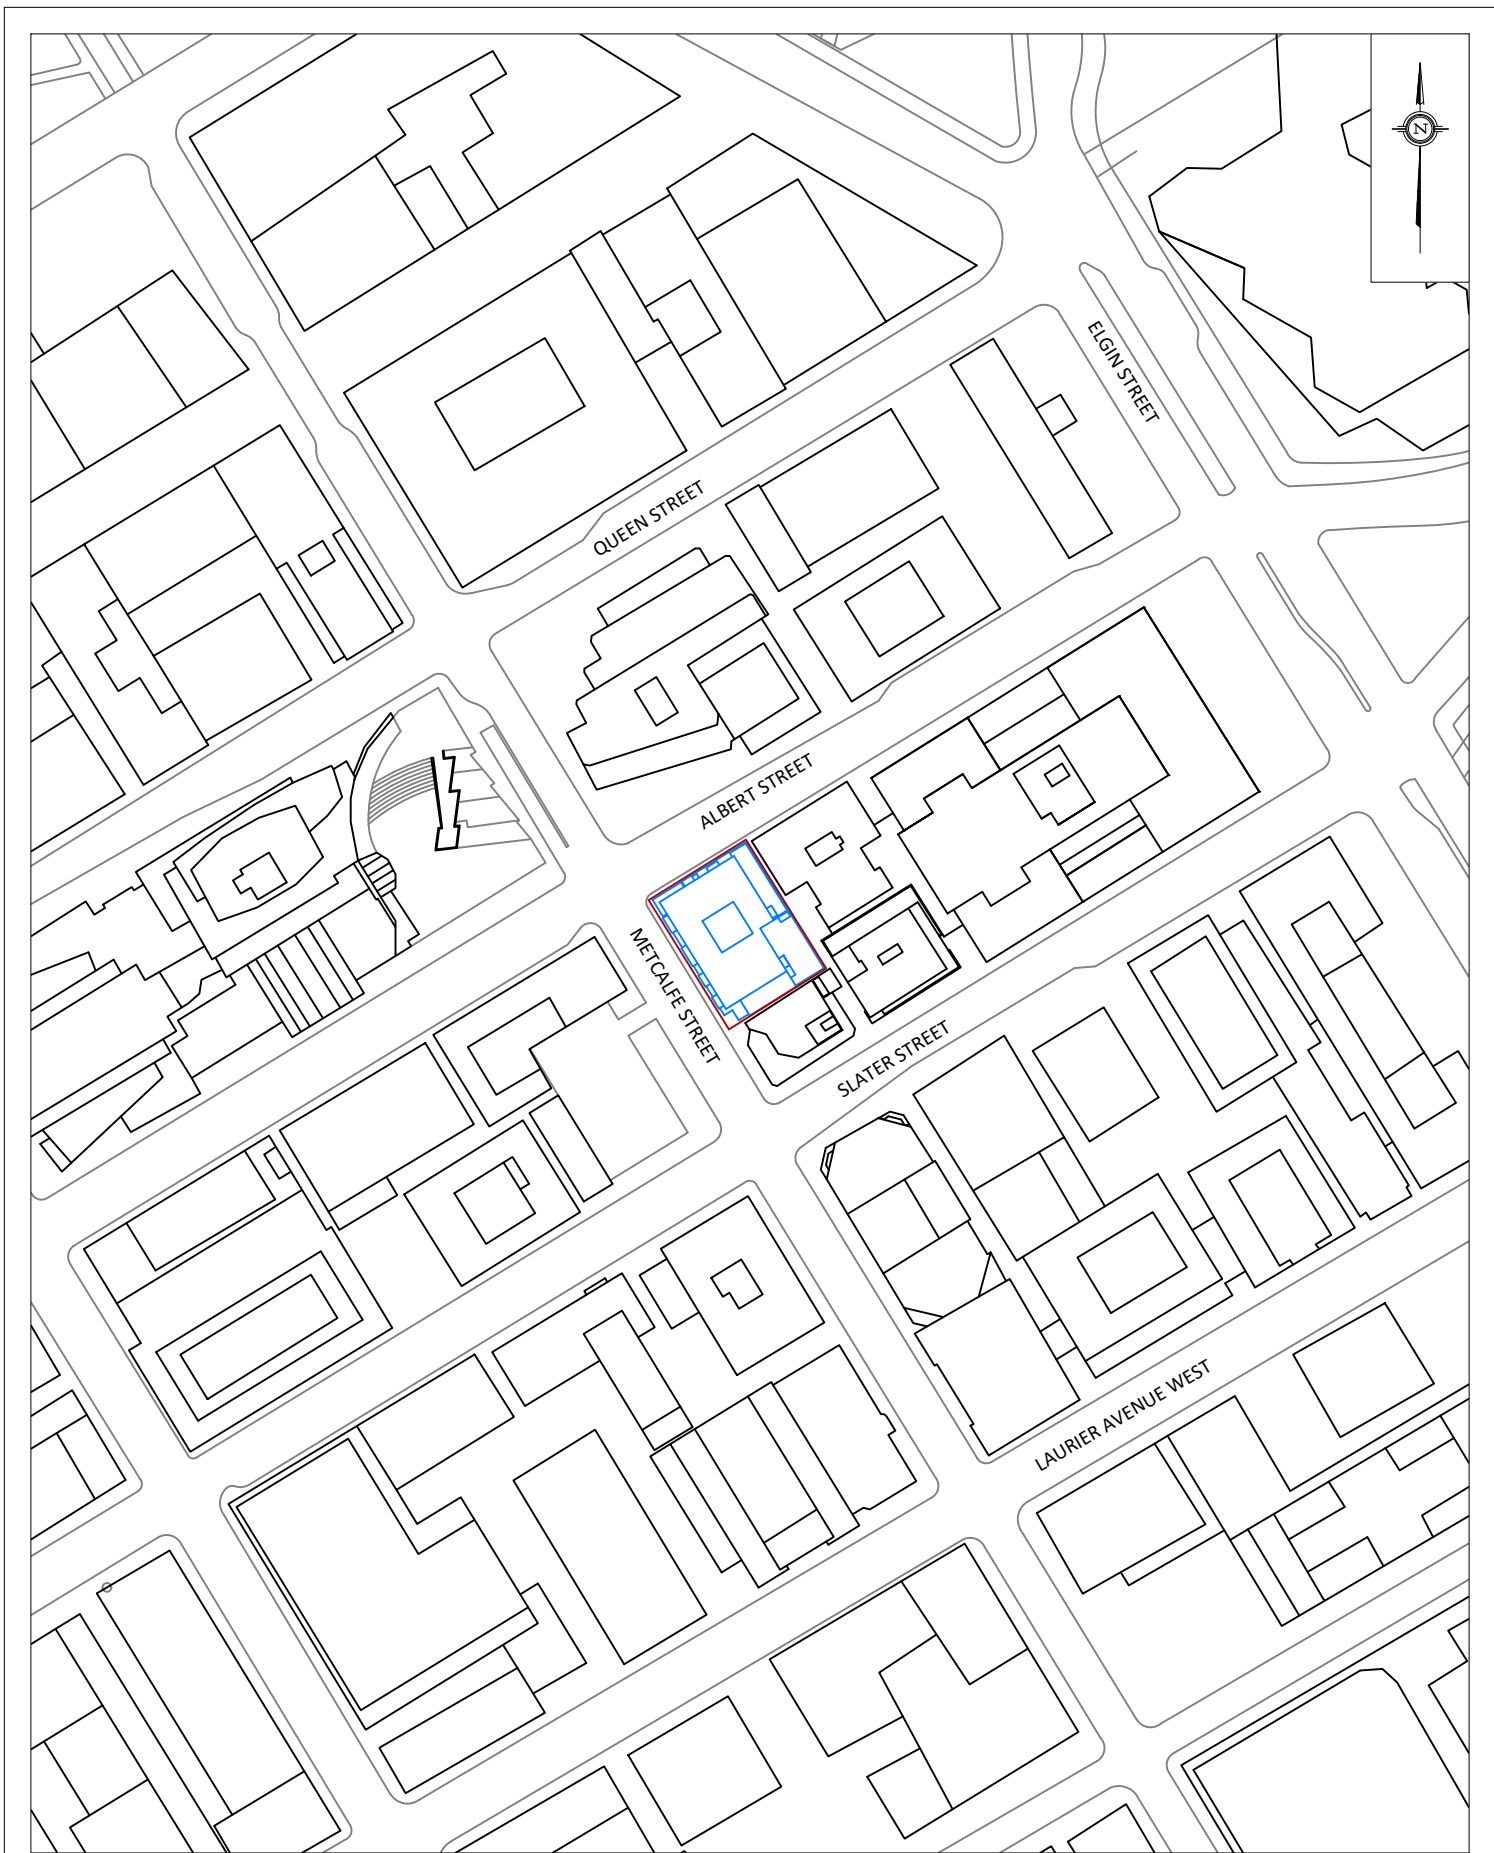 N
ELGIN STREET
QUEEN STREET
ALBERT STREET
METCALFE STREET
SLATER STREET
LAURIER AVENUE WEST